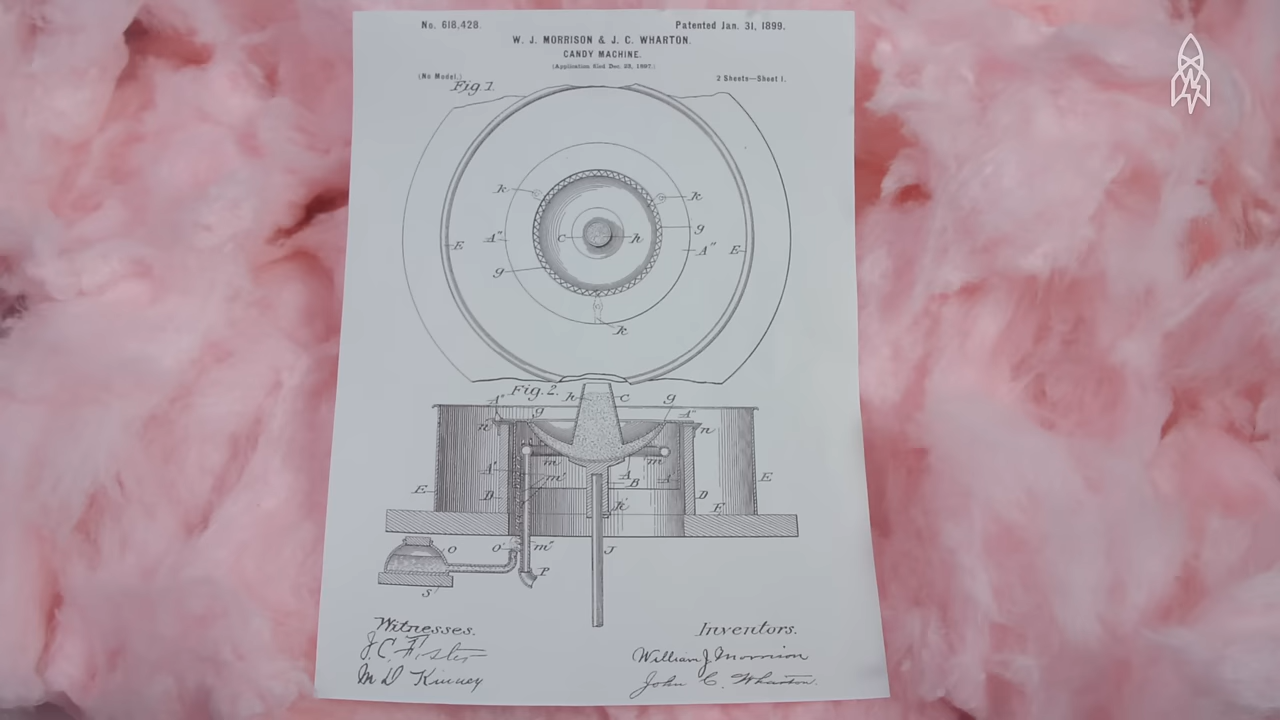 No. 618,428. Patented Jan. 31, 1899.
W. J. MORRISON & J. C. WHARTON.
CANDY MACHINE.
(Application filed Dec. 23, 1897.)
(No Model.) 2 Sheets—Sheet 1.
Fig. 1.
k k
E A" c h g A" E
g
k
Fig. 2.
A" g h c g A"
n n
m m
A' m' A A'
E D B D E
h' F
O O' m" J
s P
Witnesses. Inventors.
J. C. William J. Morrison
M D Kinney John C. Wharton.